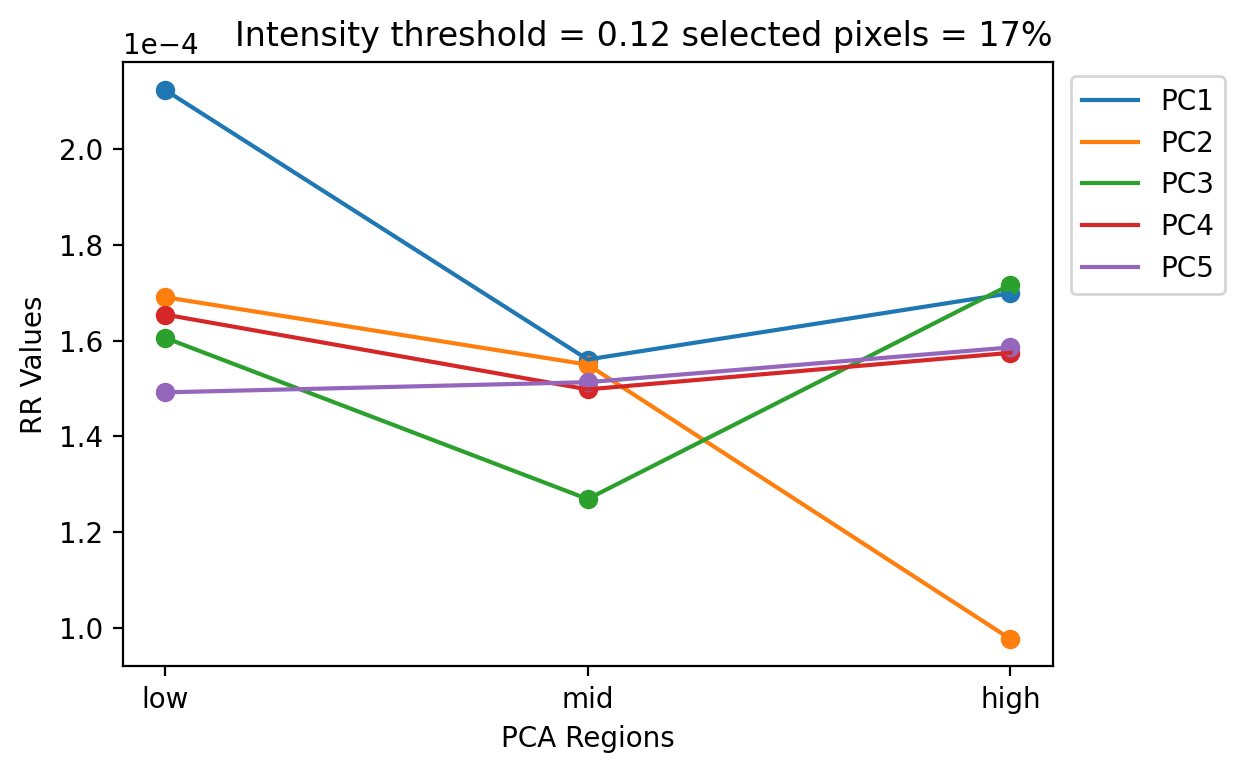 Intensity threshold = 0.12 selected pixels = 17%
1e−4
2.0
1.8
1.6
1.4
1.2
1.0
RR Values
low mid high
PCA Regions
PC1
PC2
PC3
PC4
PC5